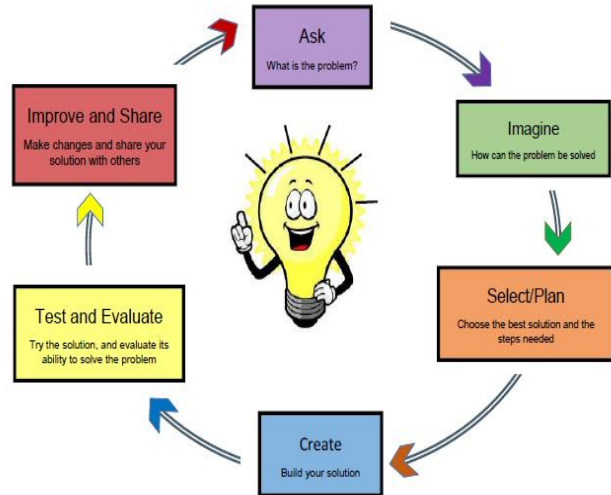 Ask
What is the problem?
Imagine
How can the problem be solved
Select/Plan
Choose the best solution and the
steps needed
Create
Build your solution
Test and Evaluate
Try the solution, and evaluate its
ability to solve the problem
Improve and Share
Make changes and share your
solution with others